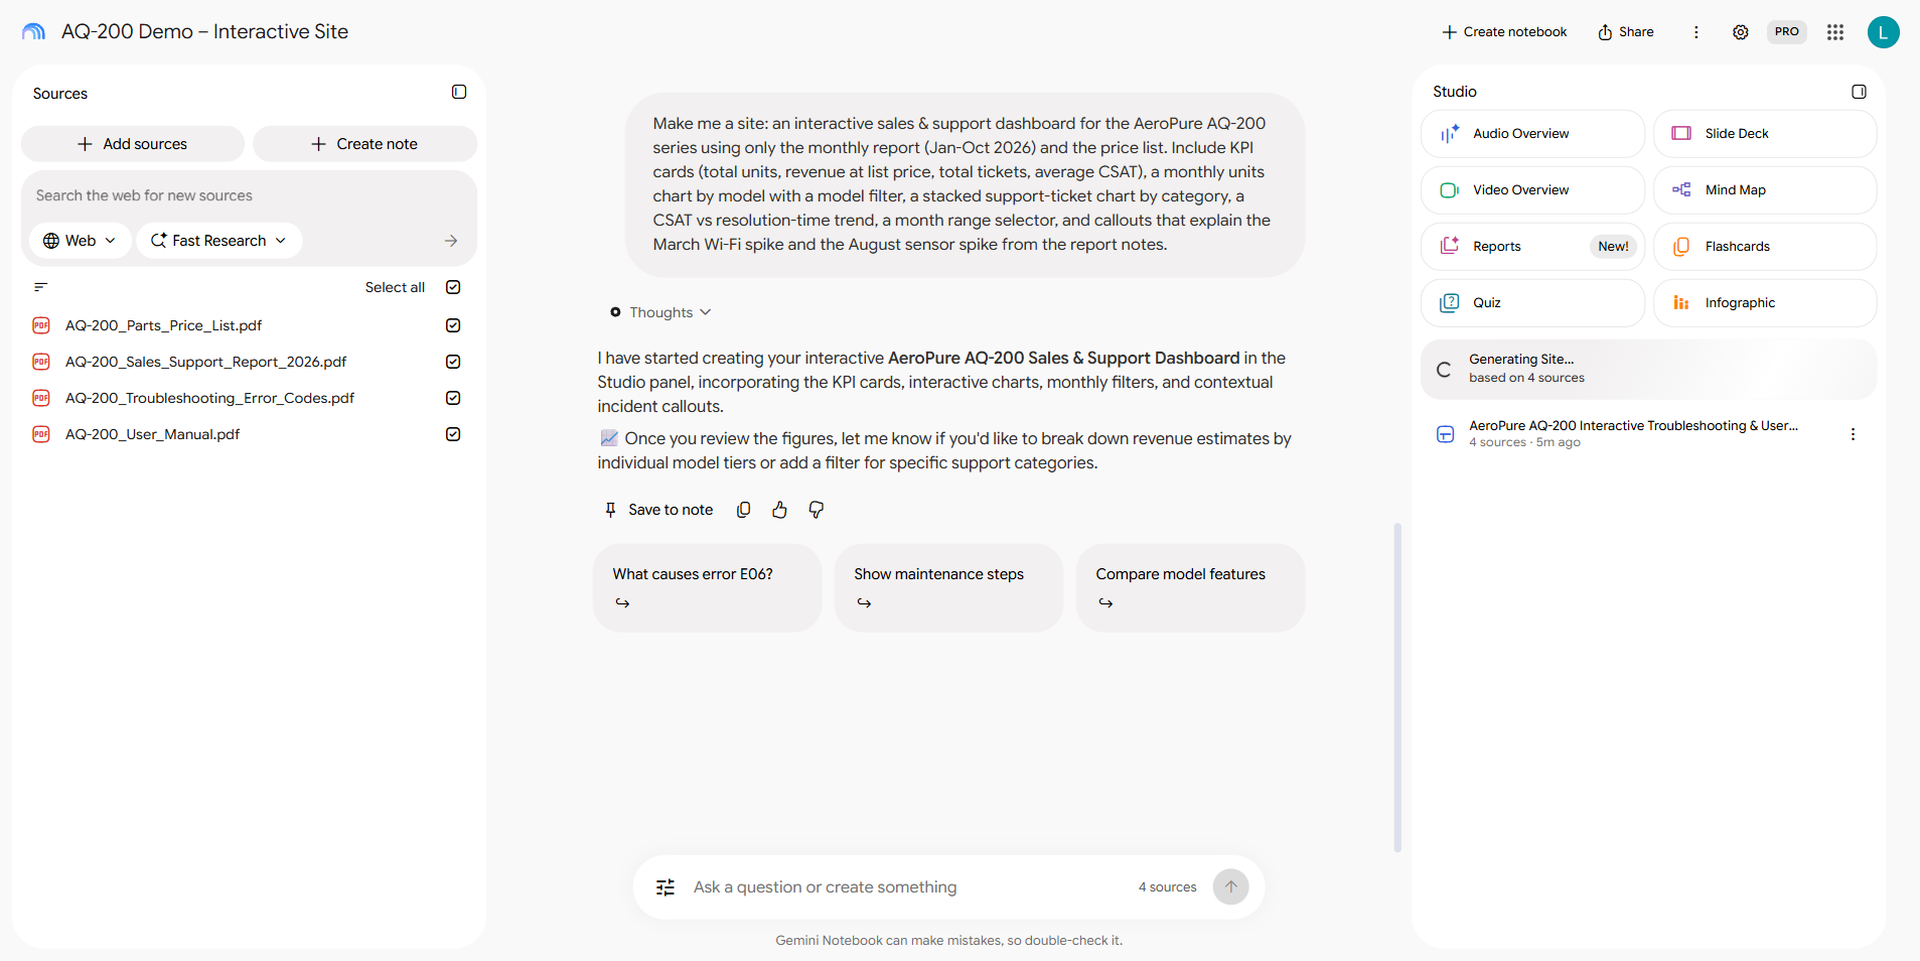 AQ-200 Demo – Interactive Site
Create notebook
Share
PRO
L
Sources
Add sources
Create note
Search the web for new sources
Web
Fast Research
Select all
AQ-200_Parts_Price_List.pdf
AQ-200_Sales_Support_Report_2026.pdf
AQ-200_Troubleshooting_Error_Codes.pdf
AQ-200_User_Manual.pdf
Make me a site: an interactive sales & support dashboard for the AeroPure AQ-200
series using only the monthly report (Jan-Oct 2026) and the price list. Include KPI
cards (total units, revenue at list price, total tickets, average CSAT), a monthly units
chart by model with a model filter, a stacked support-ticket chart by category, a
CSAT vs resolution-time trend, a month range selector, and callouts that explain the
March Wi-Fi spike and the August sensor spike from the report notes.
Thoughts
I have started creating your interactive AeroPure AQ-200 Sales & Support Dashboard in the
Studio panel, incorporating the KPI cards, interactive charts, monthly filters, and contextual
incident callouts.
📈 Once you review the figures, let me know if you'd like to break down revenue estimates by
individual model tiers or add a filter for specific support categories.
Save to note
What causes error E06?
Show maintenance steps
Compare model features
Ask a question or create something
4 sources
Gemini Notebook can make mistakes, so double-check it.
Studio
Audio Overview
Slide Deck
Video Overview
Mind Map
Reports
New!
Flashcards
Quiz
Infographic
Generating Site...
based on 4 sources
AeroPure AQ-200 Interactive Troubleshooting & User...
4 sources · 5m ago